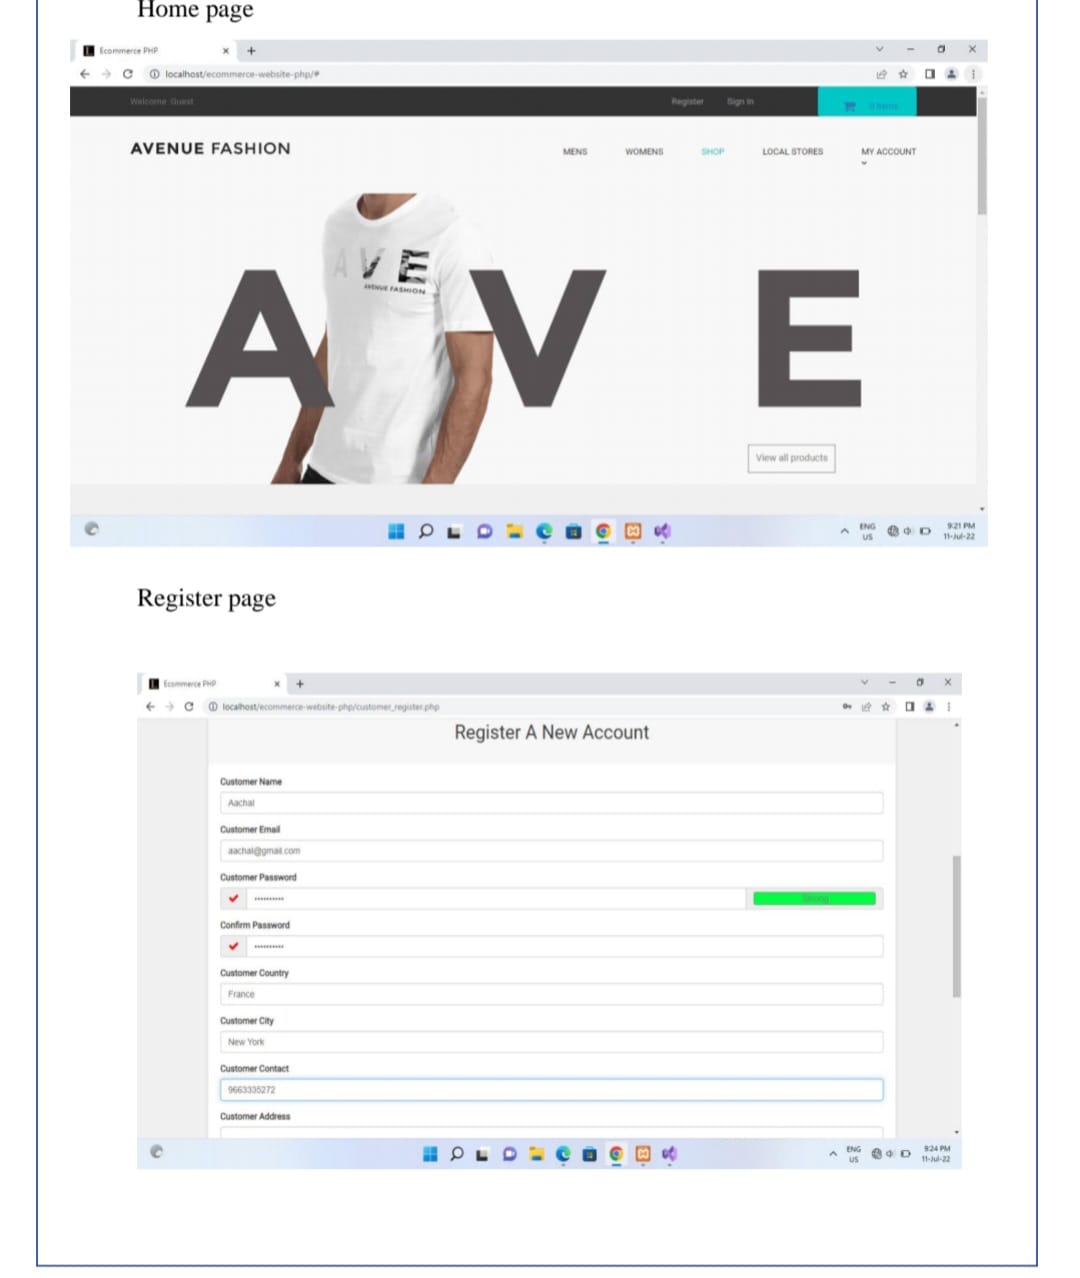 Home page
Ecommerce PHP
localhost/ecommerce-website-php/#
Welcome Guest Register Sign In 0 items
AVENUE FASHION MENS WOMENS SHOP LOCAL STORES MY ACCOUNT
AVE
AVENUE FASHION
A V E
View all products
ENG 9:21 PM
US 11-Jul-22
Register page
Ecommerce PHP
localhost/ecommerce-website-php/customer_register.php
Register A New Account
Customer Name
Aachal
Customer Email
aachal@gmail.com
Customer Password
Strong
Confirm Password
Customer Country
France
Customer City
New York
Customer Contact
9663335272
Customer Address
ENG 9:24 PM
US 11-Jul-22